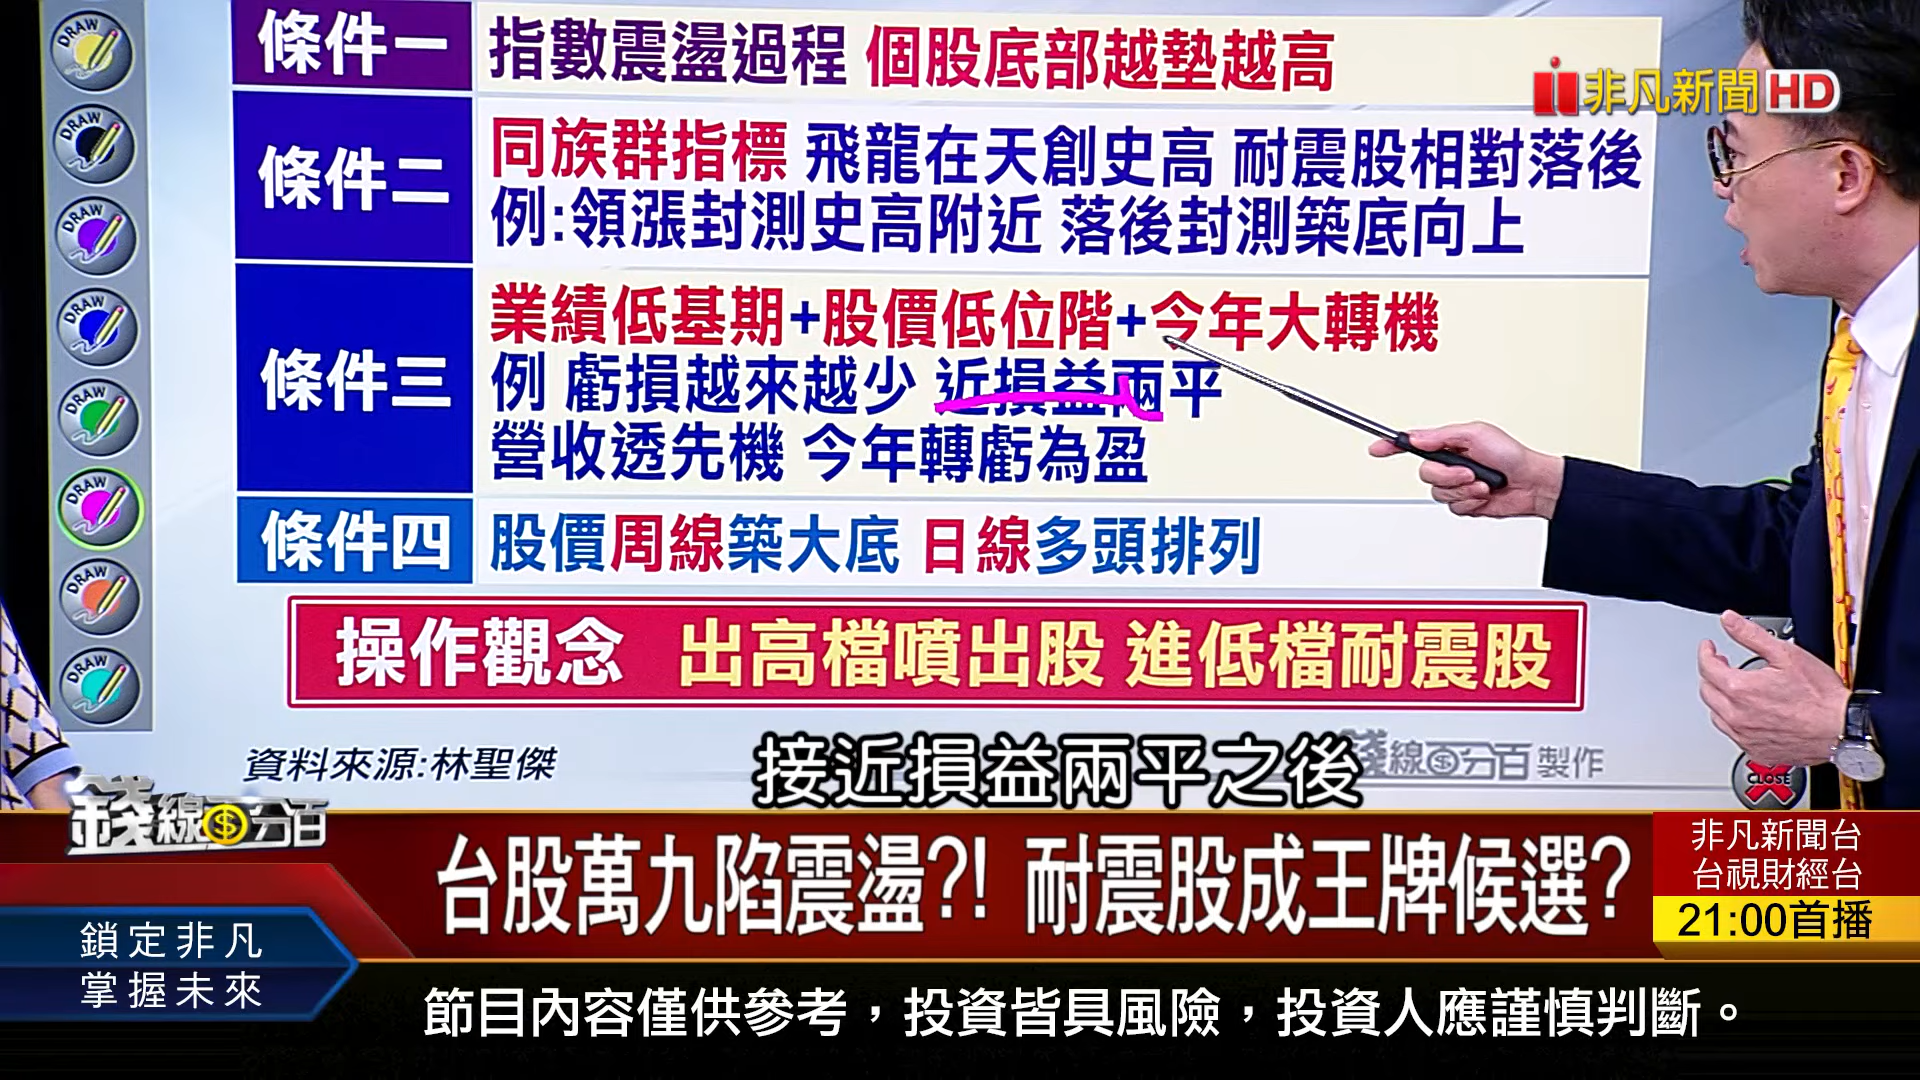 條件一 指數震盪過程 個股底部越墊越高
非凡新聞HD
條件二 同族群指標 飛龍在天創史高 耐震股相對落後
例:領漲封測史高附近 落後封測築底向上
條件三 業績低基期+股價低位階+今年大轉機
例 虧損越來越少 近損益兩平
營收透先機 今年轉虧為盈
條件四 股價周線築大底 日線多頭排列
操作觀念 出高檔噴出股 進低檔耐震股
DRAW
DRAW
DRAW
DRAW
DRAW
DRAW
DRAW
DRAW
資料來源:林聖傑
錢線百分百 製作
CLOSE
接近損益兩平之後
錢線百分百
台股萬九陷震盪?! 耐震股成王牌候選?
非凡新聞台
台視財經台
21:00首播
鎖定非凡
掌握未來
節目內容僅供參考，投資皆具風險，投資人應謹慎判斷。